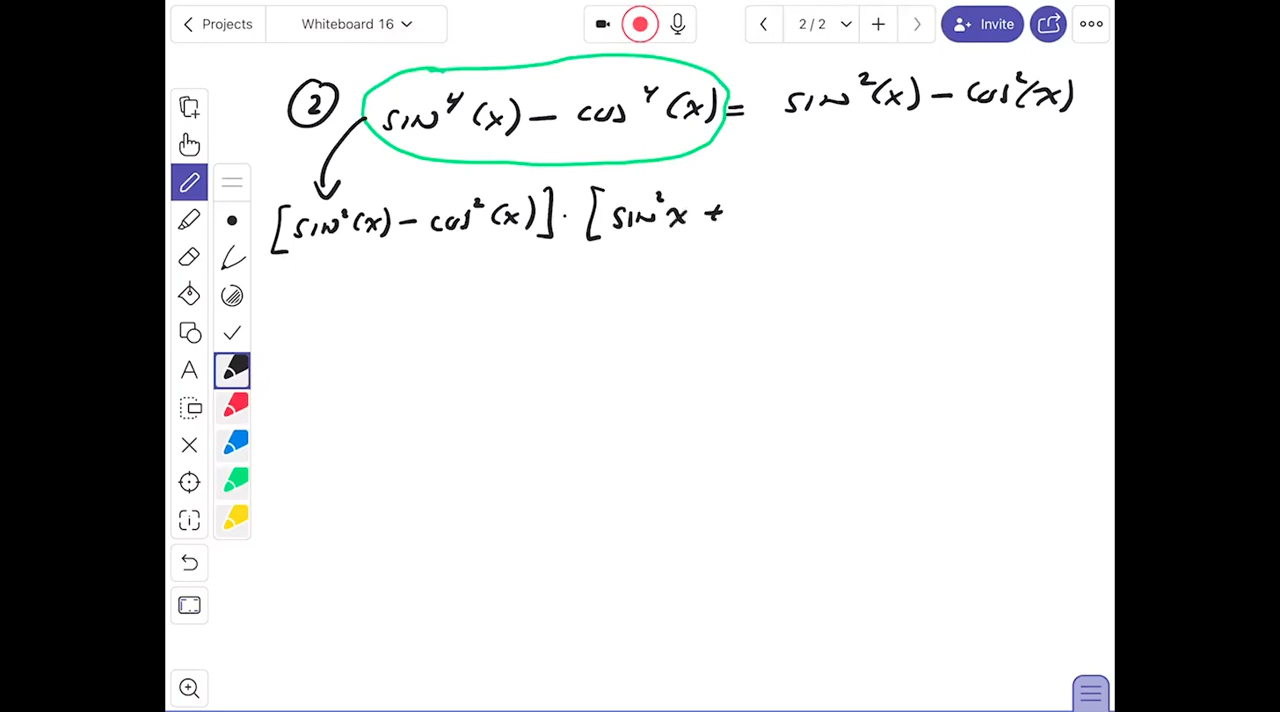 Projects Whiteboard 16 2 / 2 Invite
② sin⁴(x) − cos⁴(x) = sin²(x) − cos²(x)
[sin²(x) − cos²(x)] · [sin²x +
A